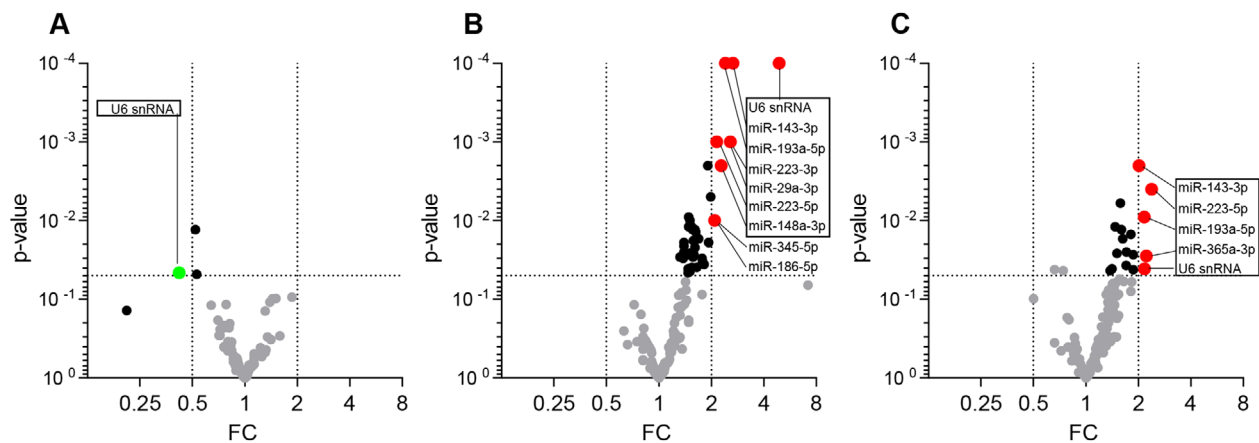 A
p-value
10 -4
10 -3
10 -2
10 -1
10 0
U6 snRNA
0.25 0.5 1 2 4 8
FC
B
p-value
10 -4
10 -3
10 -2
10 -1
10 0
U6 snRNA
miR-143-3p
miR-193a-5p
miR-223-3p
miR-29a-3p
miR-223-5p
miR-148a-3p
miR-345-5p
miR-186-5p
0.25 0.5 1 2 4 8
FC
C
p-value
10 -4
10 -3
10 -2
10 -1
10 0
miR-143-3p
miR-223-5p
miR-193a-5p
miR-365a-3p
U6 snRNA
0.25 0.5 1 2 4 8
FC